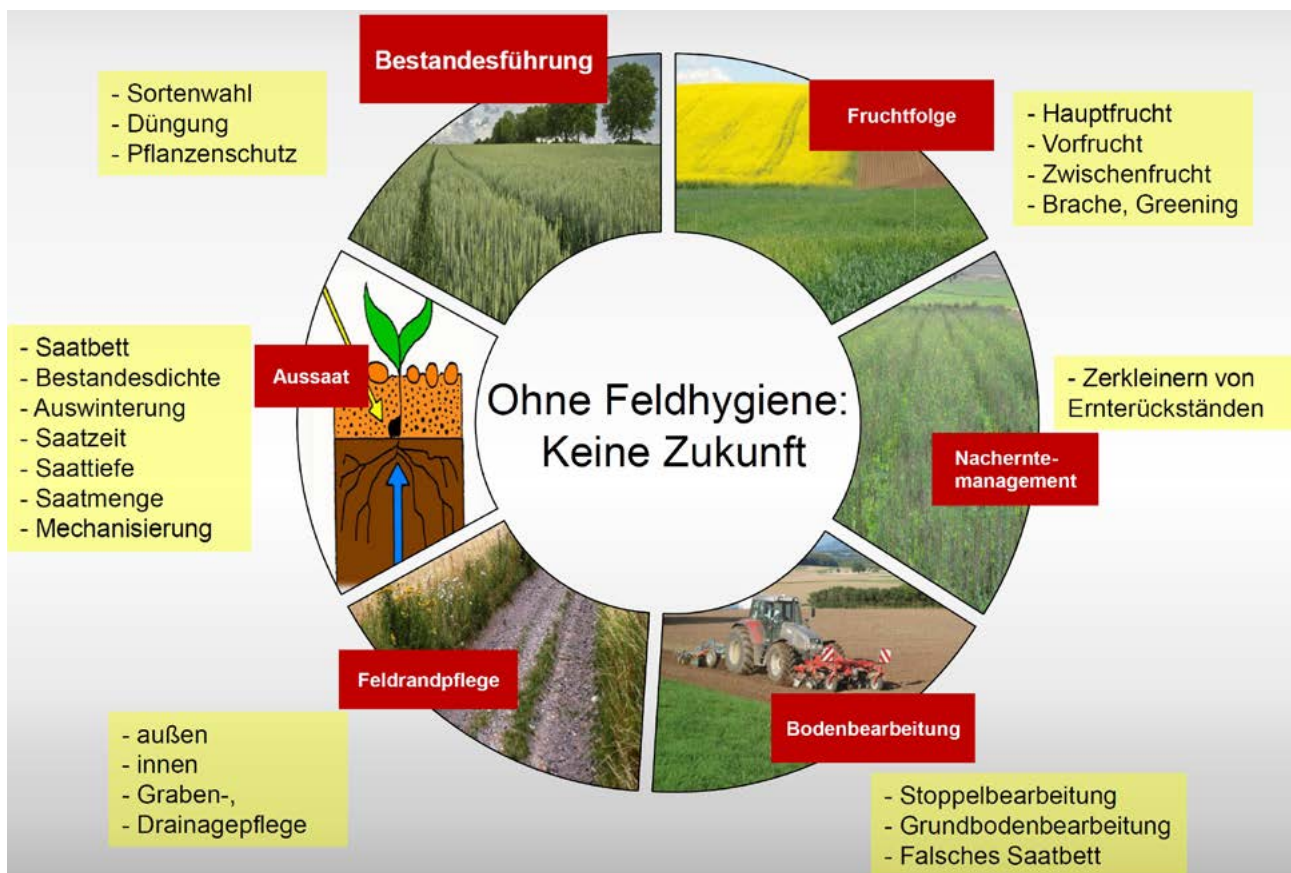 Bestandesführung
- Sortenwahl
- Düngung
- Pflanzenschutz
Fruchtfolge
- Hauptfrucht
- Vorfrucht
- Zwischenfrucht
- Brache, Greening
Nachernte-
management
- Zerkleinern von
Ernterückständen
Bodenbearbeitung
- Stoppelbearbeitung
- Grundbodenbearbeitung
- Falsches Saatbett
Feldrandpflege
- außen
- innen
- Graben-,
- Drainagepflege
Aussaat
- Saatbett
- Bestandesdichte
- Auswinterung
- Saatzeit
- Saattiefe
- Saatmenge
- Mechanisierung
Ohne Feldhygiene:
Keine Zukunft